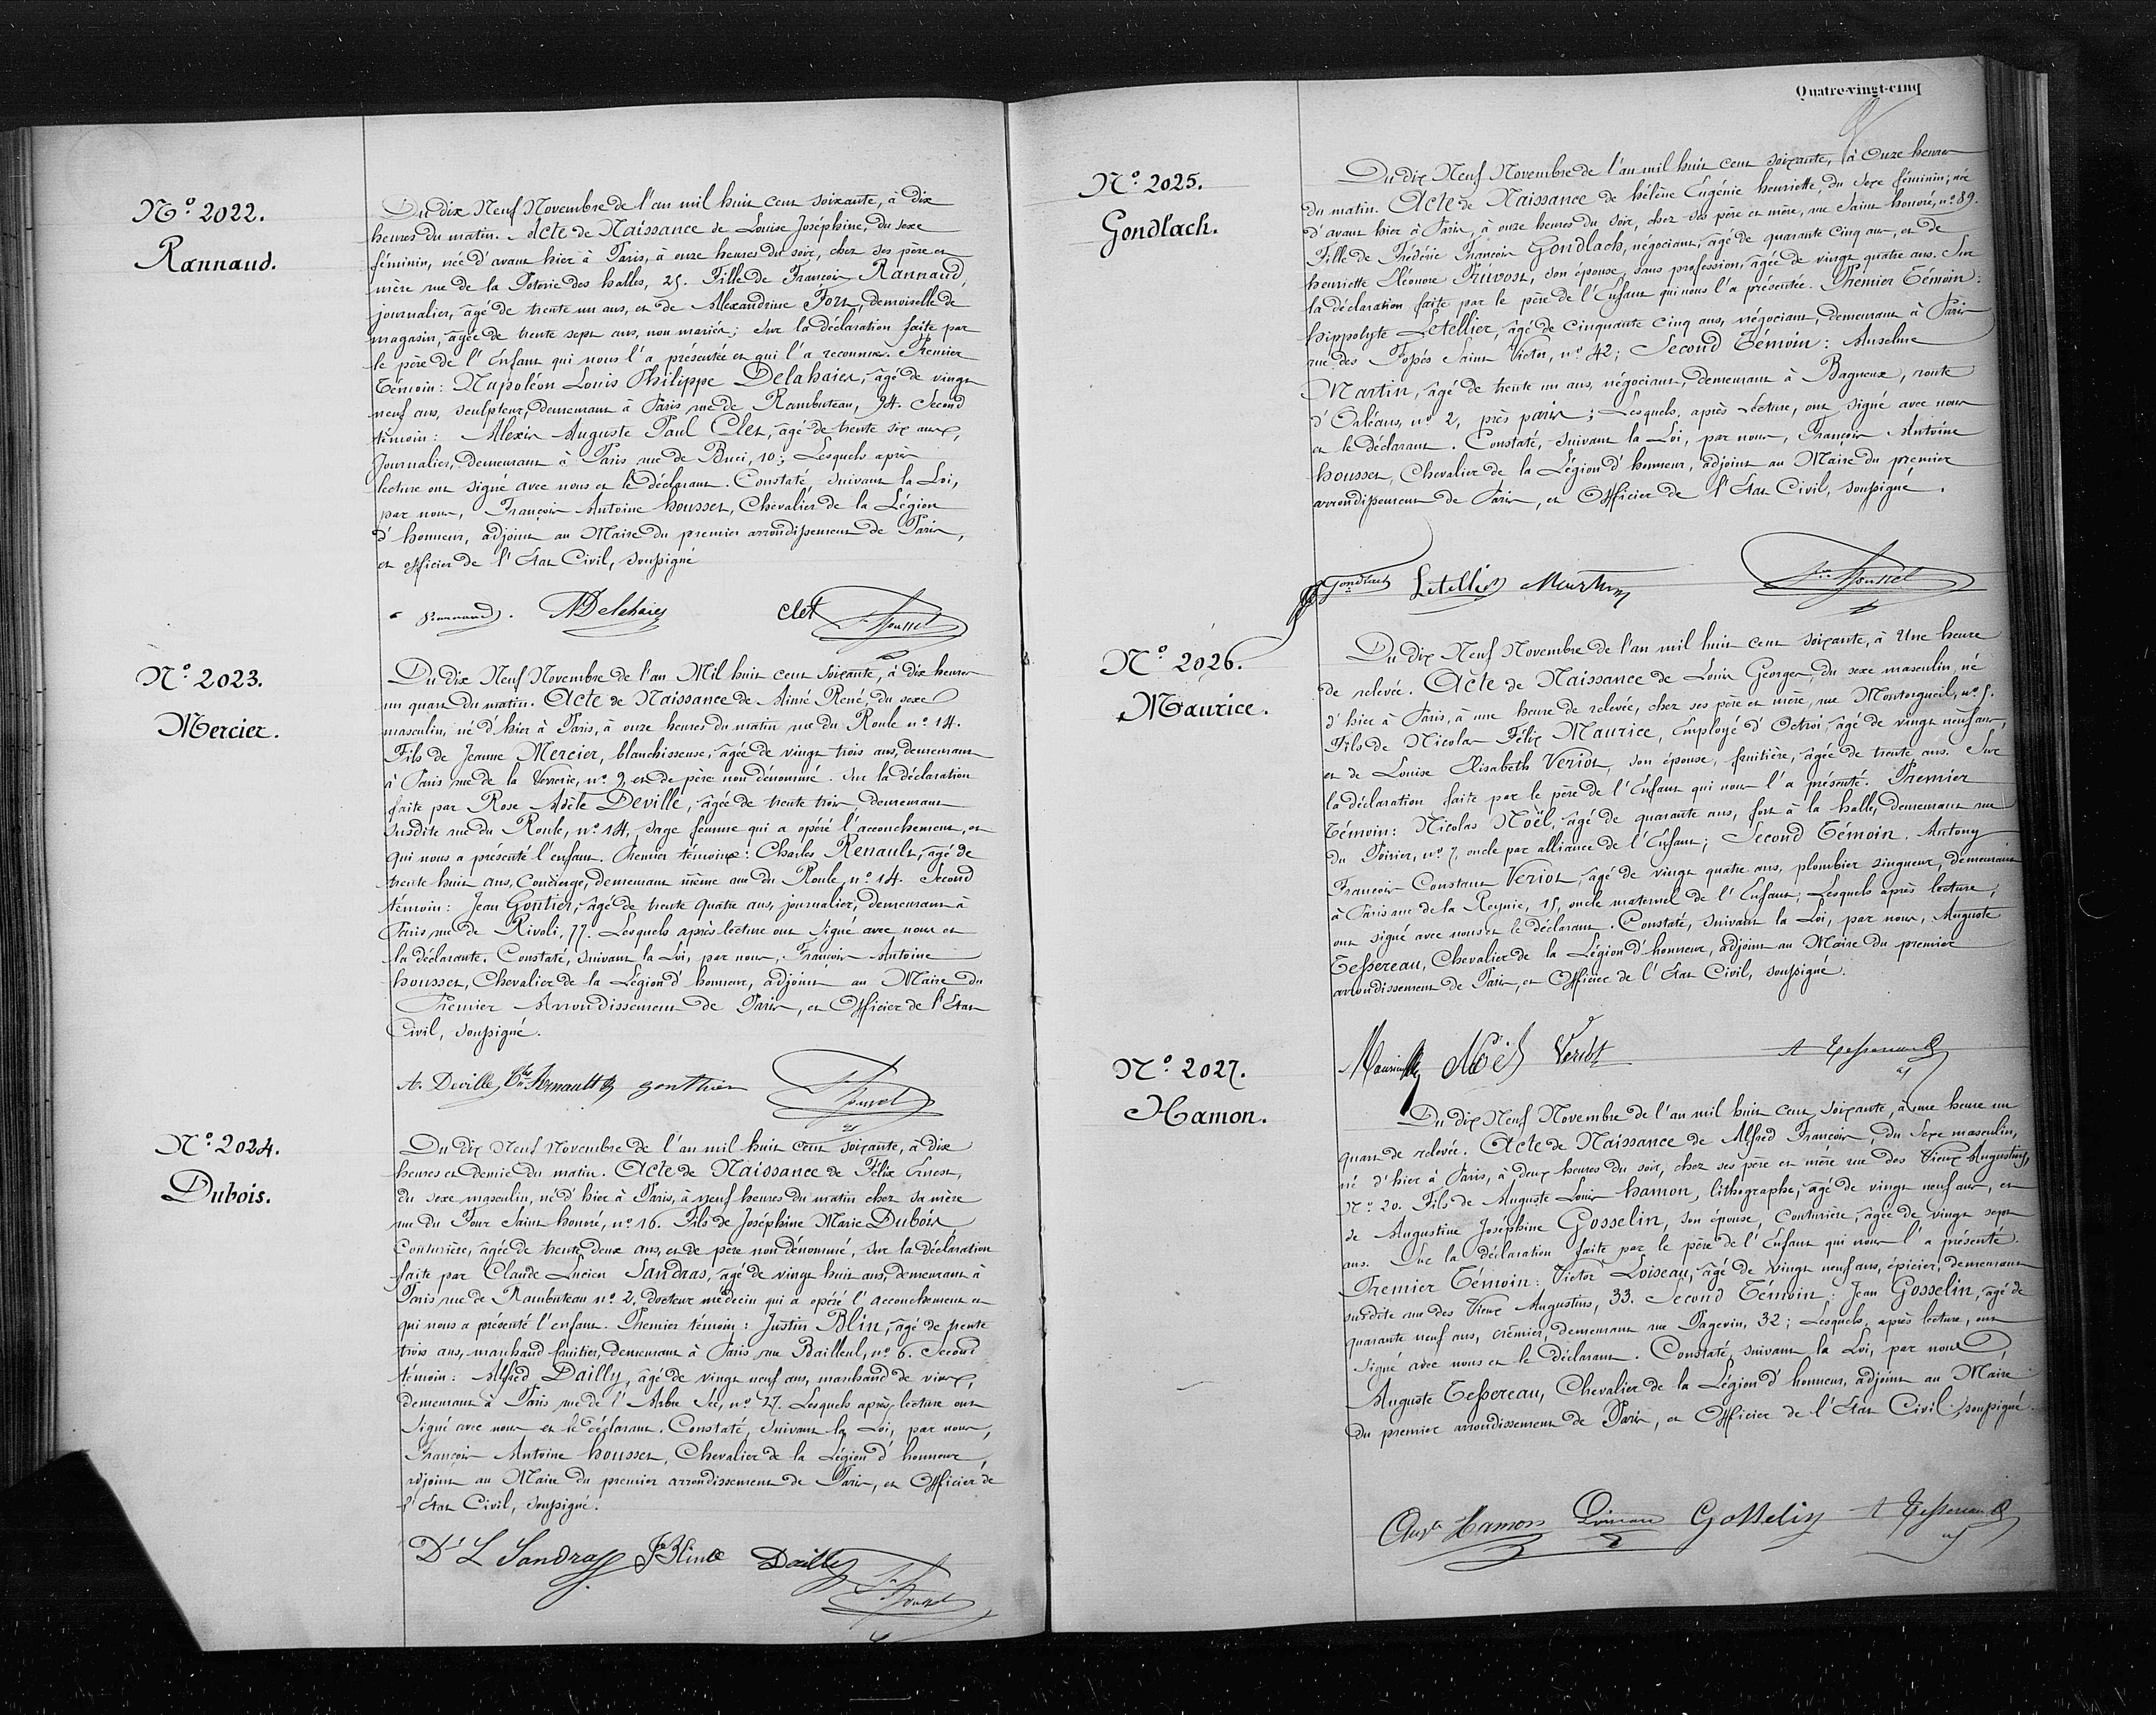 N.° 2022.
Rannaud.
Du dix Neuf Novembre de l'an mil huit cent soixante, à dix
heures du matin. Acte de Naissance de Louise Joséphine, du sexe
féminin, née d'avant hier à Paris, à onze heures du soir, chez ses père et
mère rue de la Poterie des halles, 25. Fille de François Rannaud,
journalier, âgé de trente un ans, et de Alexandrine Fort, demoiselle de
magasin, âgée de trente sept ans, non mariés; Sur la déclaration faite par
le père de l'Enfant qui nous l'a présentée et qui l'a reconnue. Premier
Témoin: Napoléon Louis Philippe Delahaies, âgé de vingt
neuf ans, sculpteur, demeurant à Paris rue de Rambuteau, 94. Second
témoin: Alexis Auguste Paul Clet, âgé de trente six ans,
Journalier, demeurant à Paris rue de Buci, 10; Lesquels après
lecture ont signé avec nous et le déclarant. Constaté, suivant la Loi,
par nous, François Antoine housset, Chevalier de la Légion
d'honneur, adjoint au Maire du premier arrondissement de Paris,
et officier de l'Etat Civil, soussigné
Delahaies Clet housset
N.° 2023.
Mercier.
Du dix Neuf Novembre de l'an Mil huit cent soixante, à dix heures
un quart du matin. Acte de Naissance de Aimé René, du sexe
masculin, né d'hier à Paris, à onze heures du matin rue du Roule n° 14.
Fils de Jeanne Mercier, blanchisseuse, âgée de vingt trois ans, demeurant
à Paris rue de la Verrerie, n° 9, et de père non dénommé. Sur la déclaration
faite par Rose Adèle Deville, âgée de trente trois, demeurant
susdite rue du Roule, n° 14, sage femme qui a opéré l'accouchement, et
qui nous a présenté l'enfant. Premier témoin: Charles Renault, âgé de
trente huit ans, Concierge, demeurant même rue du Roule, n° 14. Second
témoin: Jean Gontier, âgé de trente quatre ans, journalier, demeurant à
Paris rue de Rivoli, 77. Lesquels après lecture ont signé avec nous et
la déclarante. Constaté, suivant la Loi, par nous, François Antoine
housset, Chevalier de la Légion d'honneur, adjoint au Maire du
Premier Arrondissement de Paris, et Officier de l'Etat
Civil, soussigné.
A. Deville Renault gonthier housset
N.° 2024.
Dubois.
Du dix Neuf Novembre de l'an mil huit cent soixante, à dix
heures et demie du matin. Acte de Naissance de Félix Ernest,
du sexe masculin, né d'hier à Paris, à neuf heures du matin chez sa mère
rue du Four Saint honoré, n° 16. Fils de Joséphine Marie Dubois
Couturière, âgée de trente deux ans, et de père non dénommé, Sur la déclaration
faite par Claude Lucien Sandras, âgé de vingt huit ans, demeurant à
Paris rue de Rambuteau n° 2, docteur médecin qui a opéré l'accouchement et
qui nous a présenté l'enfant. Premier témoin: Justin Blin, âgé de trente
trois ans, marchand fruitier, demeurant à Paris rue Bailleul, n° 6. Second
témoin: Alfred Dailly, âgé de vingt neuf ans, marchand de vins,
demeurant à Paris rue de l'Arbre Sec, n° 27. Lesquels après lecture ont
signé avec nous et le déclarant. Constaté, suivant la Loi, par nous,
François Antoine housset, Chevalier de la Légion d'honneur,
adjoint au Maire du premier arrondissement de Paris, et Officier de
l'Etat Civil, soussigné.
Dr L Sandras Blin Dailly housset
Quatre-vingt-cinq
N.° 2025.
Gondlach.
Du dix Neuf Novembre de l'an mil huit cent soixante, à Onze heures
du matin. Acte de Naissance de hélène Eugénie henriette, du sexe féminin, née
d'avant hier à Paris, à onze heures du soir, chez ses père et mère, rue Saint honoré, n° 89.
Fille de Frédéric François Gondlach, négociant, âgé de quarante cinq ans, et de
henriette Eléonore Pruvost, son épouse, sans profession, âgée de vingt quatre ans. Sur
la déclaration faite par le père de l'Enfant qui nous l'a présentée. Premier Témoin:
hippolyte Letellier, âgé de cinquante cinq ans, négociant, demeurant à Paris
rue des Fossés Saint Victor, n° 42; Second Témoin: Anselme
Martin, âgé de trente un ans, négociant, demeurant à Bagneux, route
d'Orléans, n° 2, près paris; Lesquels, après Lecture, ont signé avec nous
et le déclarant. Constaté, suivant la Loi, par nous, François Antoine
housset, Chevalier de la Légion d'honneur, adjoint au Maire du premier
arrondissement de Paris, et Officier de l'Etat Civil, soussigné.
Gondlach Letellier Martin housset
N.° 2026.
Maurice.
Du dix Neuf Novembre de l'an mil huit cent soixante, à Une heure
de relevée. Acte de Naissance de Louis Georges, du sexe masculin, né
d'hier à Paris, à une heure de relevée, chez ses père et mère, rue Montorgueil, n° 5.
Fils de Nicolas Félix Maurice, Employé d'Octroi, âgé de vingt neuf ans,
et de Louise Elisabeth Veriot, son épouse, fruitière, âgée de trente ans. Sur
la déclaration faite par le père de l'Enfant qui nous l'a présenté. Premier
Témoin: Nicolas Noël, âgé de quarante ans, fort à la halle, demeurant rue
du Poirier, n° 7, oncle par alliance de l'Enfant; Second Témoin. Antony
François Constant Veriot, âgé de vingt quatre ans, plombier zingueur, demeurant
à Paris rue de la Reynie, 15, oncle maternel de l'Enfant; Lesquels après lecture,
ont signé avec nous et le déclarant. Constaté, suivant la Loi, par nous, Auguste
Tessereau, Chevalier de la Légion d'honneur, adjoint au Maire du premier
arrondissement de Paris, et Officier de l'Etat Civil, soussigné.
Maurice Noël Veriot A Tessereau
N.° 2027.
Hamon.
Du dix Neuf Novembre de l'an mil huit cent soixante, à une heure un
quart de relevée. Acte de Naissance de Alfred François, du Sexe masculin,
né d'hier à Paris, à deux heures du soir, chez ses père et mère rue des Vieux Augustins,
N° 20. Fils de Auguste Louis hamon, lithographe, âgé de vingt neuf ans, et
de Augustine Joséphine Gosselin, son épouse, Couturière, âgée de vingt sept
ans. Sur la déclaration faite par le père de l'Enfant qui nous l'a présenté.
Premier Témoin: Victor Loiseau, âgé de vingt neuf ans, épicier, demeurant
susdite rue des Vieux Augustins, 33. Second Témoin: Jean Gosselin, âgé de
quarante neuf ans, crémier, demeurant rue Pagevin, 32; Lesquels, après lecture, ont
signé avec nous et le déclarant. Constaté, suivant la Loi, par nous,
Auguste Tessereau, Chevalier de la Légion d'honneur, adjoint au Maire
du premier arrondissement de Paris, et Officier de l'Etat Civil, soussigné.
Augte Hamon Loiseau Gosselin A Tessereau